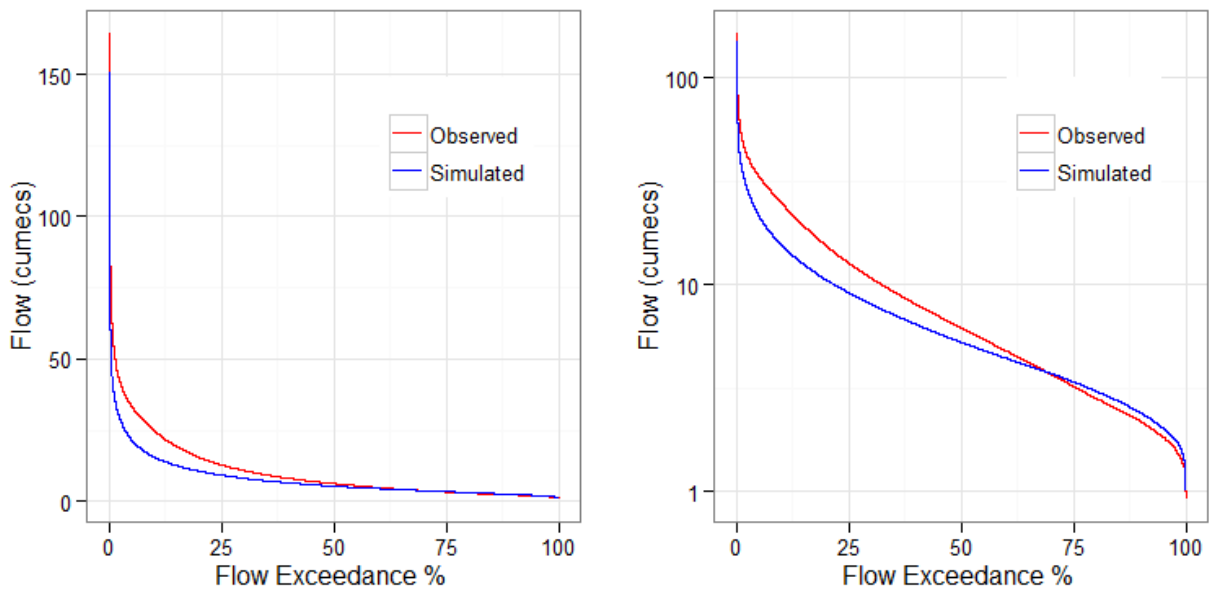 150
100
50
0
Flow (cumecs)
Observed
Simulated
0 25 50 75 100
Flow Exceedance %
100
10
1
Flow (cumecs)
Observed
Simulated
0 25 50 75 100
Flow Exceedance %